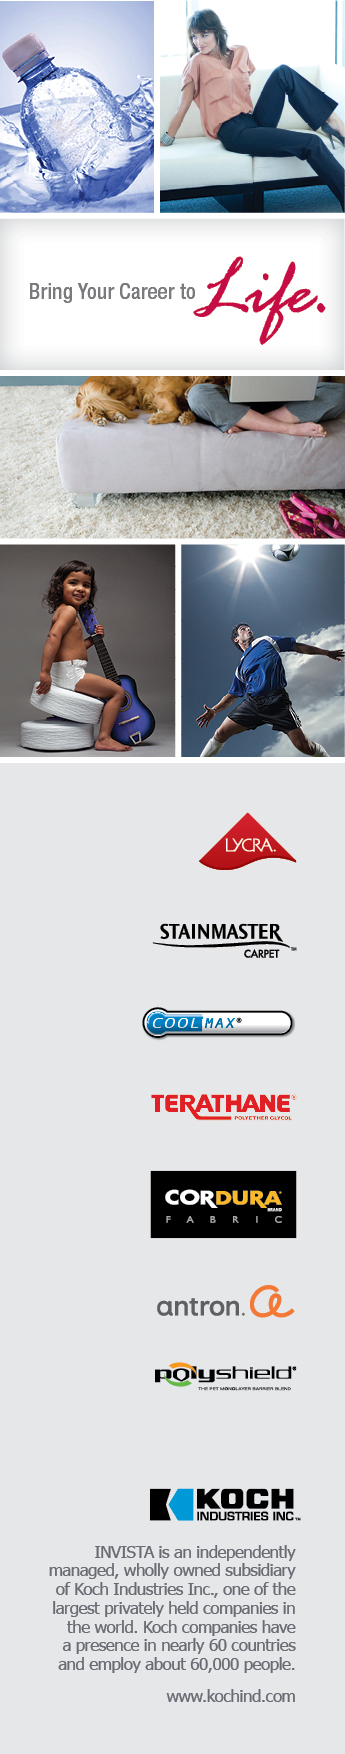 Bring Your Career to Life.
LYCRA.
STAINMASTER
CARPET
COOLMAX®
TERATHANE®
POLYETHER GLYCOL
CORDURA®
BRAND
FABRIC
antron.
polyshield®
THE PET MONOLAYER BARRIER BLEND
KOCH
INDUSTRIES INC™
INVISTA is an independently
managed, wholly owned subsidiary
of Koch Industries Inc., one of the
largest privately held companies in
the world. Koch companies have
a presence in nearly 60 countries
and employ about 60,000 people.
www.kochind.com